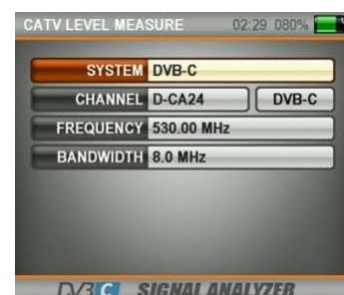 CATV LEVEL MEASURE 02:29 080%
SYSTEM DVB-C
CHANNEL D-CA24 DVB-C
FREQUENCY 530.00 MHz
BANDWIDTH 8.0 MHz
DVB C SIGNAL ANALYZER